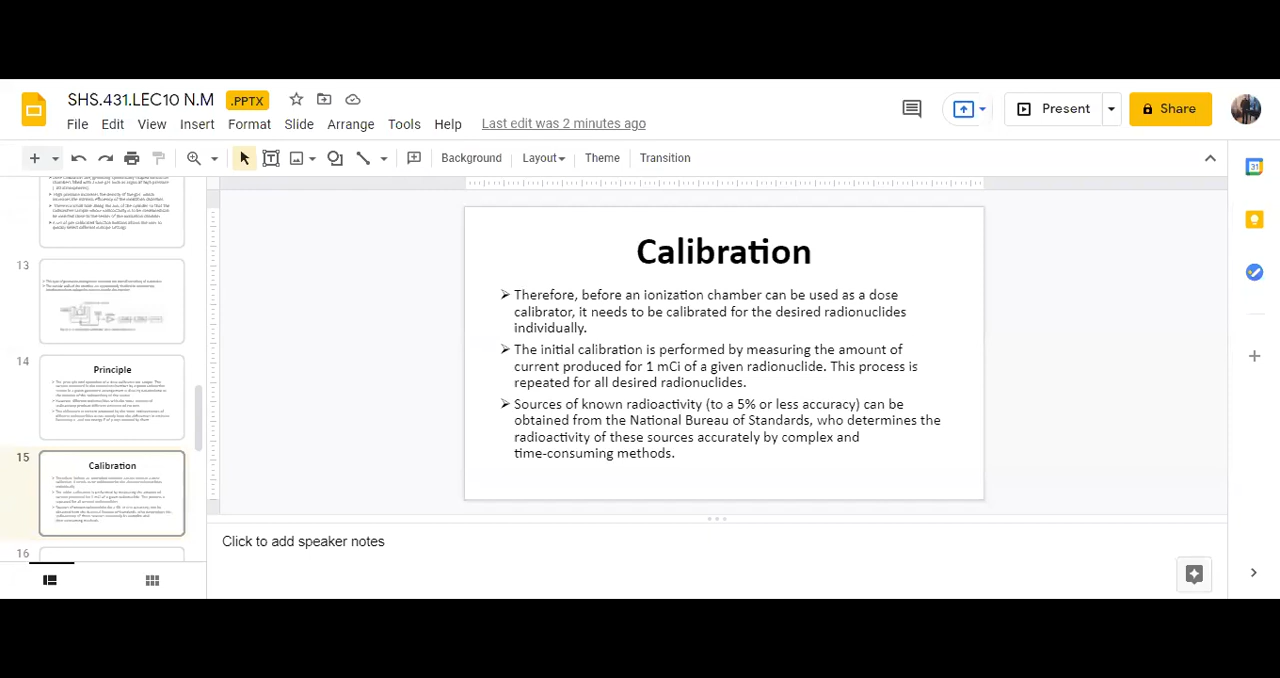 SHS.431.LEC10 N.M .PPTX
File Edit View Insert Format Slide Arrange Tools Help Last edit was 2 minutes ago
Present Share
Background Layout Theme Transition
13
14
Principle
15
Calibration
16
Calibration
➢ Therefore, before an ionization chamber can be used as a dose
calibrator, it needs to be calibrated for the desired radionuclides
individually.
➢ The initial calibration is performed by measuring the amount of
current produced for 1 mCi of a given radionuclide. This process is
repeated for all desired radionuclides.
➢ Sources of known radioactivity (to a 5% or less accuracy) can be
obtained from the National Bureau of Standards, who determines the
radioactivity of these sources accurately by complex and
time-consuming methods.
Click to add speaker notes
31